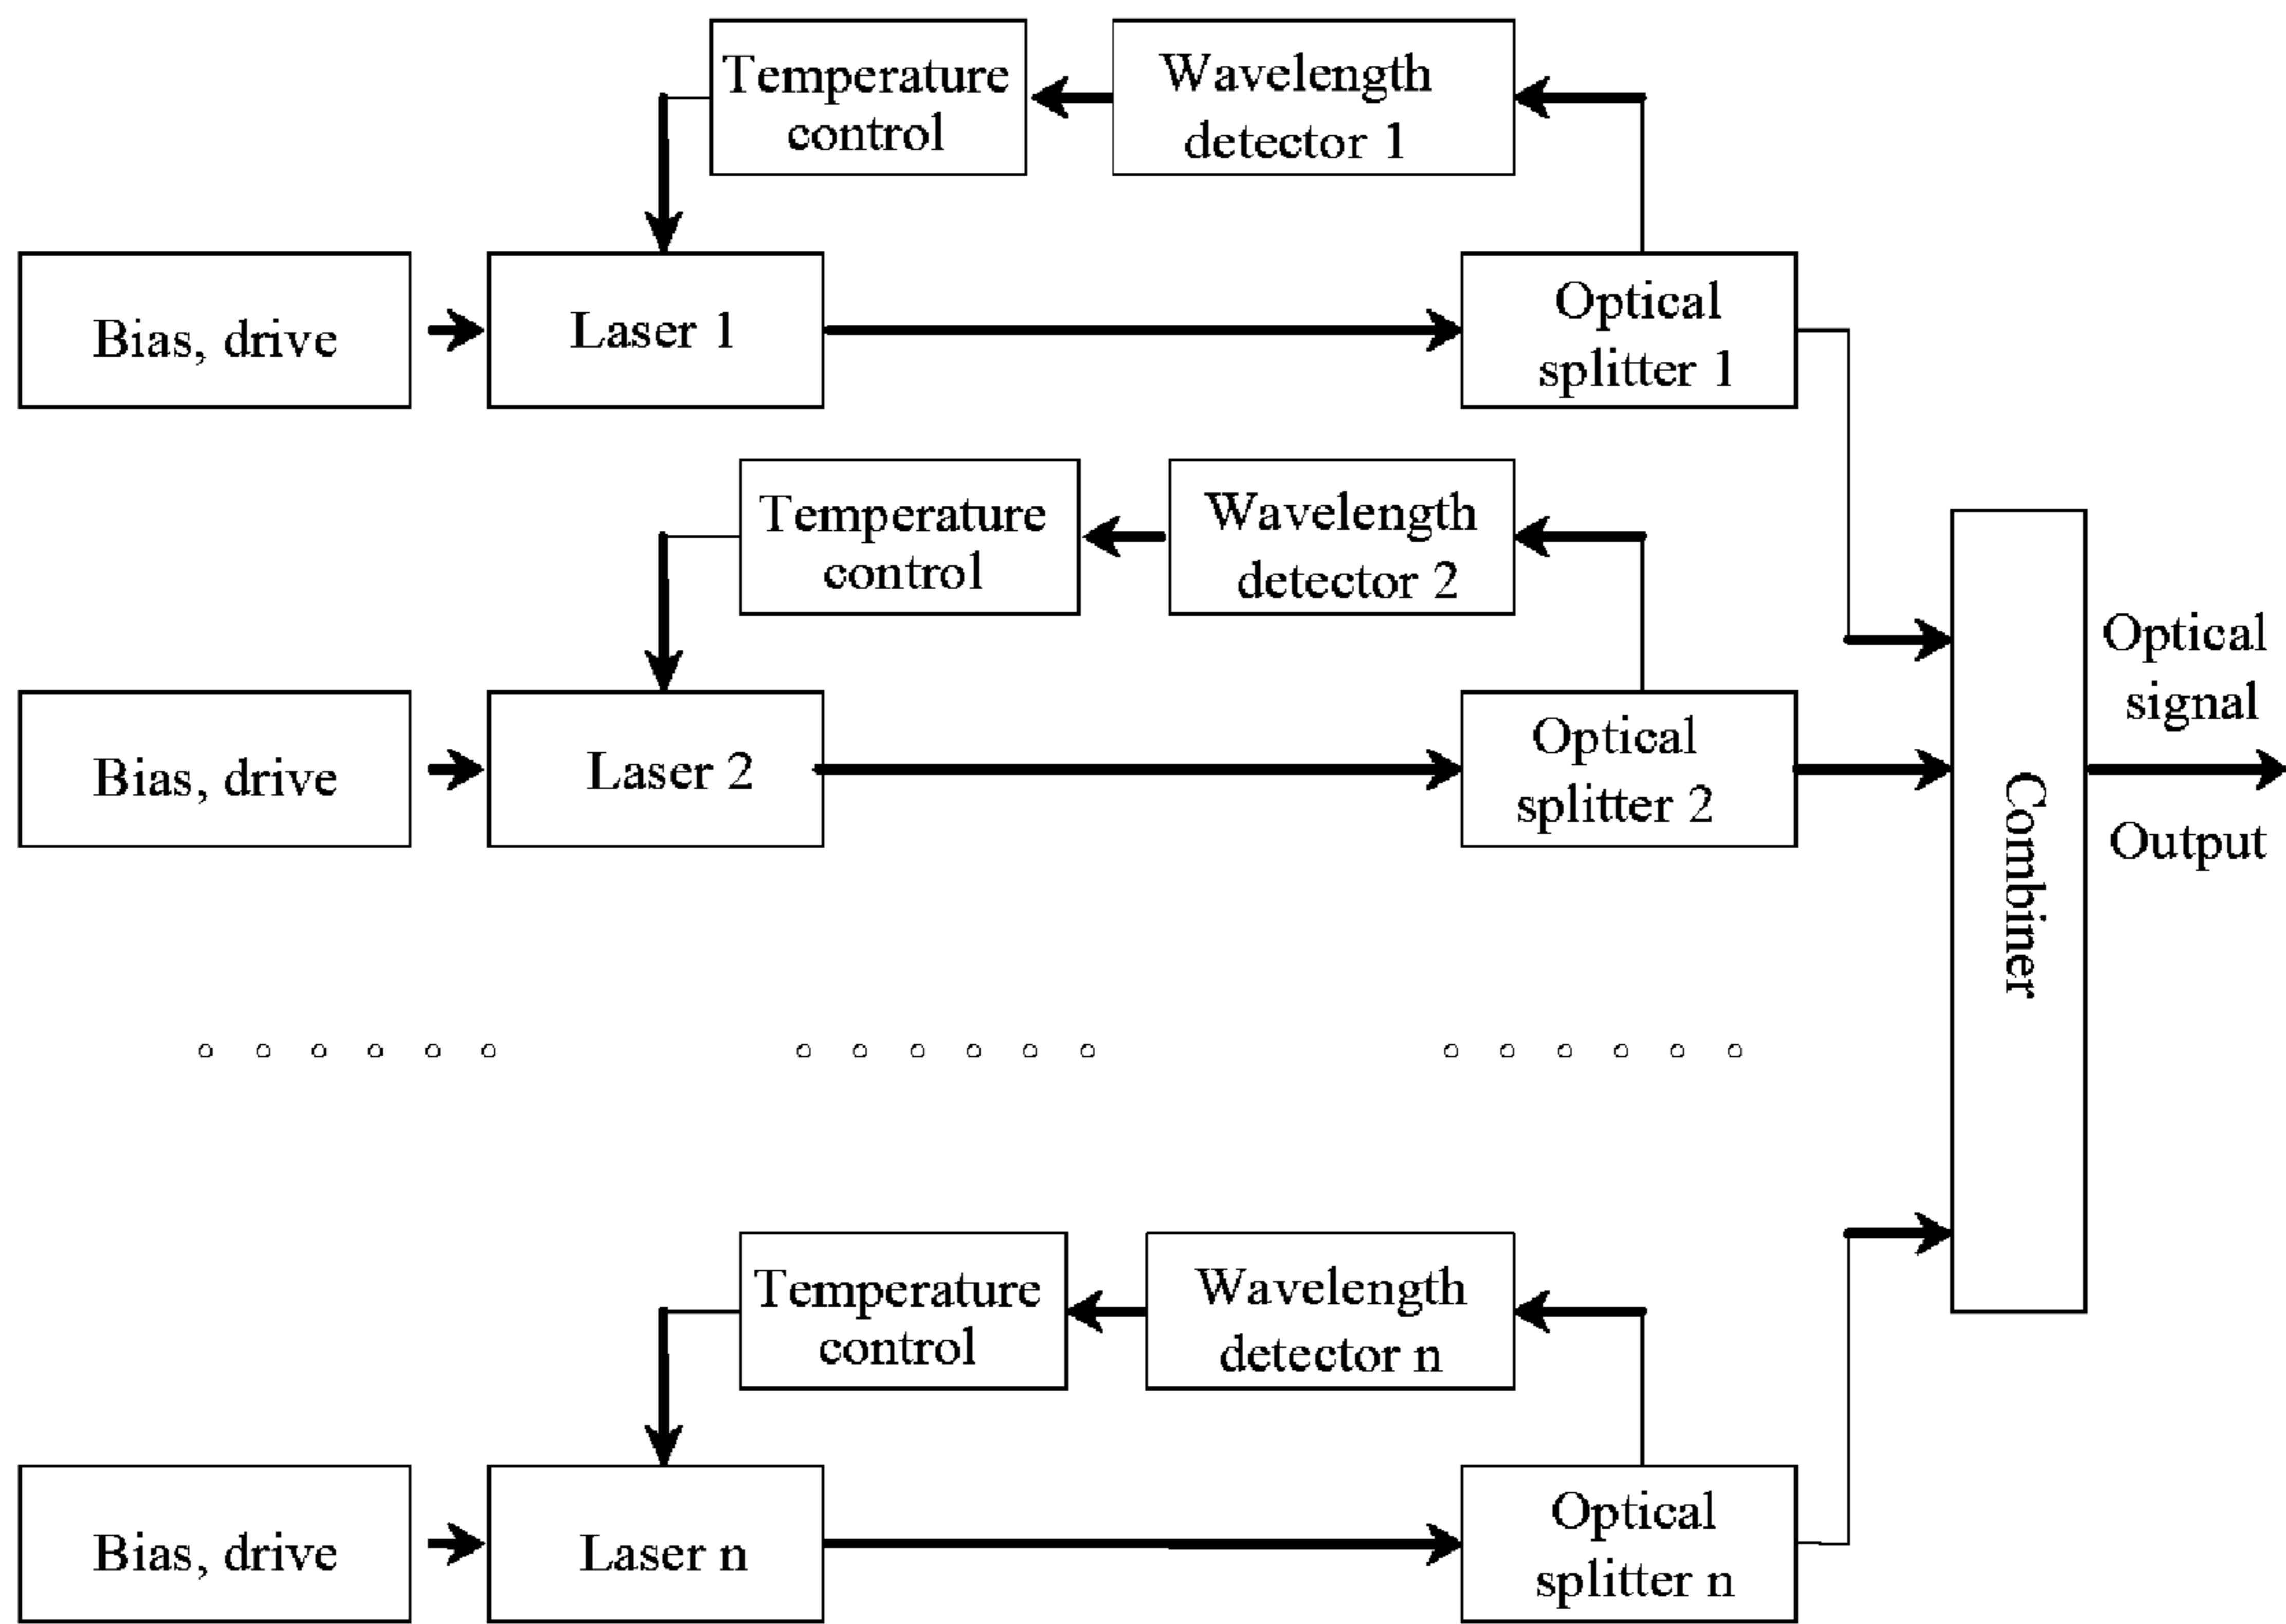 Temperature
control
Wavelength
detector 1
Bias, drive
Laser 1
Optical
splitter 1
Temperature
control
Wavelength
detector 2
Bias, drive
Laser 2
Optical
splitter 2
Combiner
Optical
signal
Output
Temperature
control
Wavelength
detector n
Bias, drive
Laser n
Optical
splitter n